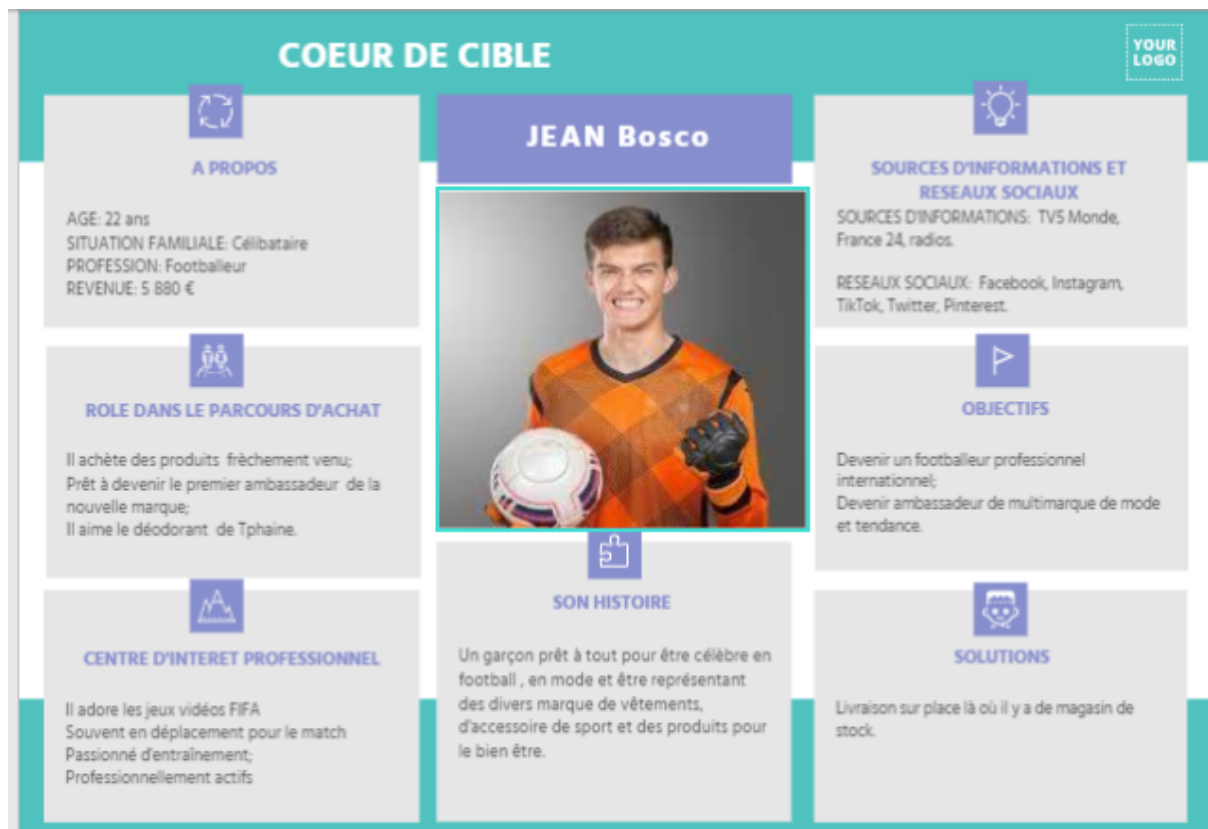 COEUR DE CIBLE
YOUR
LOGO
A PROPOS
AGE: 22 ans
SITUATION FAMILIALE: Célibataire
PROFESSION: Footballeur
REVENUE: 5 880 €
ROLE DANS LE PARCOURS D'ACHAT
Il achète des produits frèchement venu;
Prêt à devenir le premier ambassadeur de la
nouvelle marque;
Il aime le déodorant de Tphaine.
CENTRE D'INTERET PROFESSIONNEL
Il adore les jeux vidéos FIFA
Souvent en déplacement pour le match
Passionné d'entraînement;
Professionnellement actifs
JEAN Bosco
SON HISTOIRE
Un garçon prêt à tout pour être célèbre en
football , en mode et être représentant
des divers marque de vêtements,
d'accessoire de sport et des produits pour
le bien être.
SOURCES D'INFORMATIONS ET
RESEAUX SOCIAUX
SOURCES D'INFORMATIONS: TV5 Monde,
France 24, radios.
RESEAUX SOCIAUX: Facebook, Instagram,
TikTok, Twitter, Pinterest.
OBJECTIFS
Devenir un footballeur professionnel
internationnel;
Devenir ambassadeur de multimarque de mode
et tendance.
SOLUTIONS
Livraison sur place là où il y a de magasin de
stock.